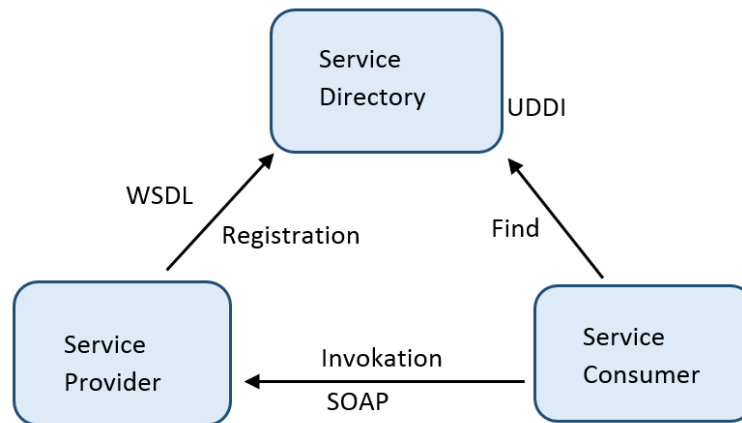 Service
Directory
UDDI
WSDL
Registration
Find
Service
Provider
Invokation
SOAP
Service
Consumer